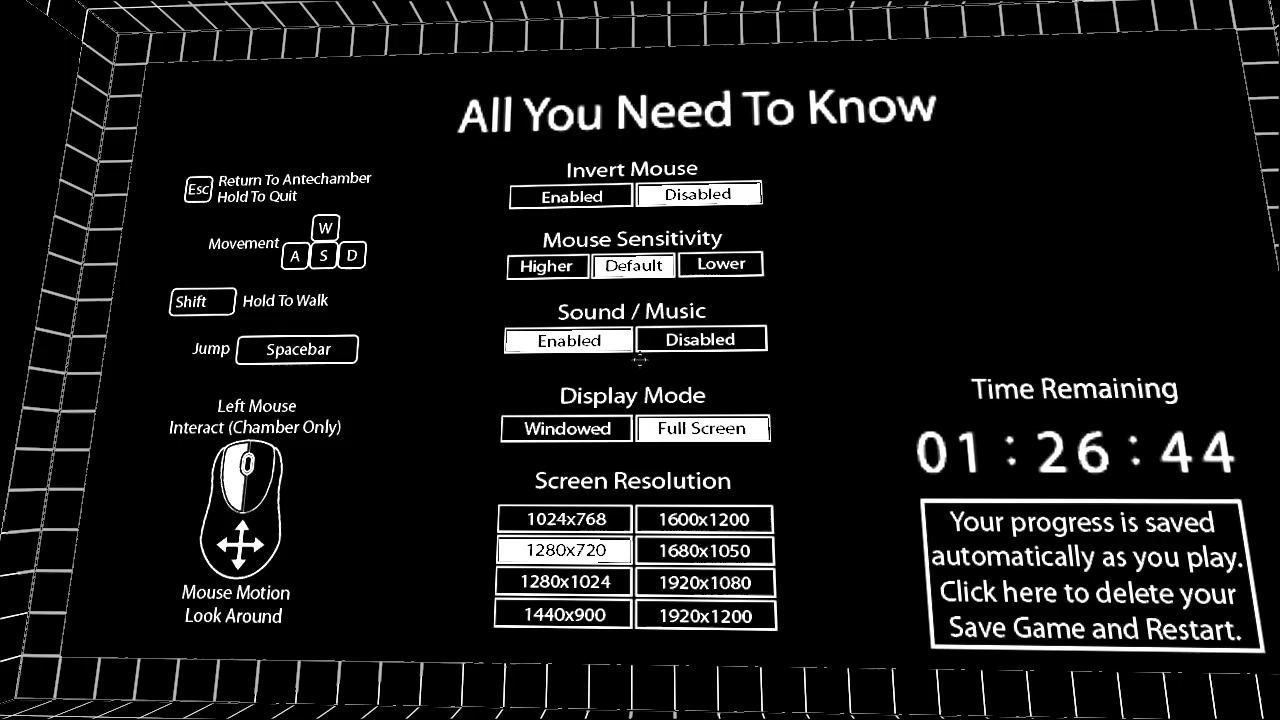 All You Need To Know
Esc
Return To Antechamber
Hold To Quit
Movement
W
A S D
Shift
Hold To Walk
Jump
Spacebar
Left Mouse
Interact (Chamber Only)
Mouse Motion
Look Around
Invert Mouse
Enabled Disabled
Mouse Sensitivity
Higher Default Lower
Sound / Music
Enabled Disabled
Display Mode
Windowed Full Screen
Screen Resolution
1024x768 1600x1200
1280x720 1680x1050
1280x1024 1920x1080
1440x900 1920x1200
Time Remaining
01 : 26 : 44
Your progress is saved
automatically as you play.
Click here to delete your
Save Game and Restart.